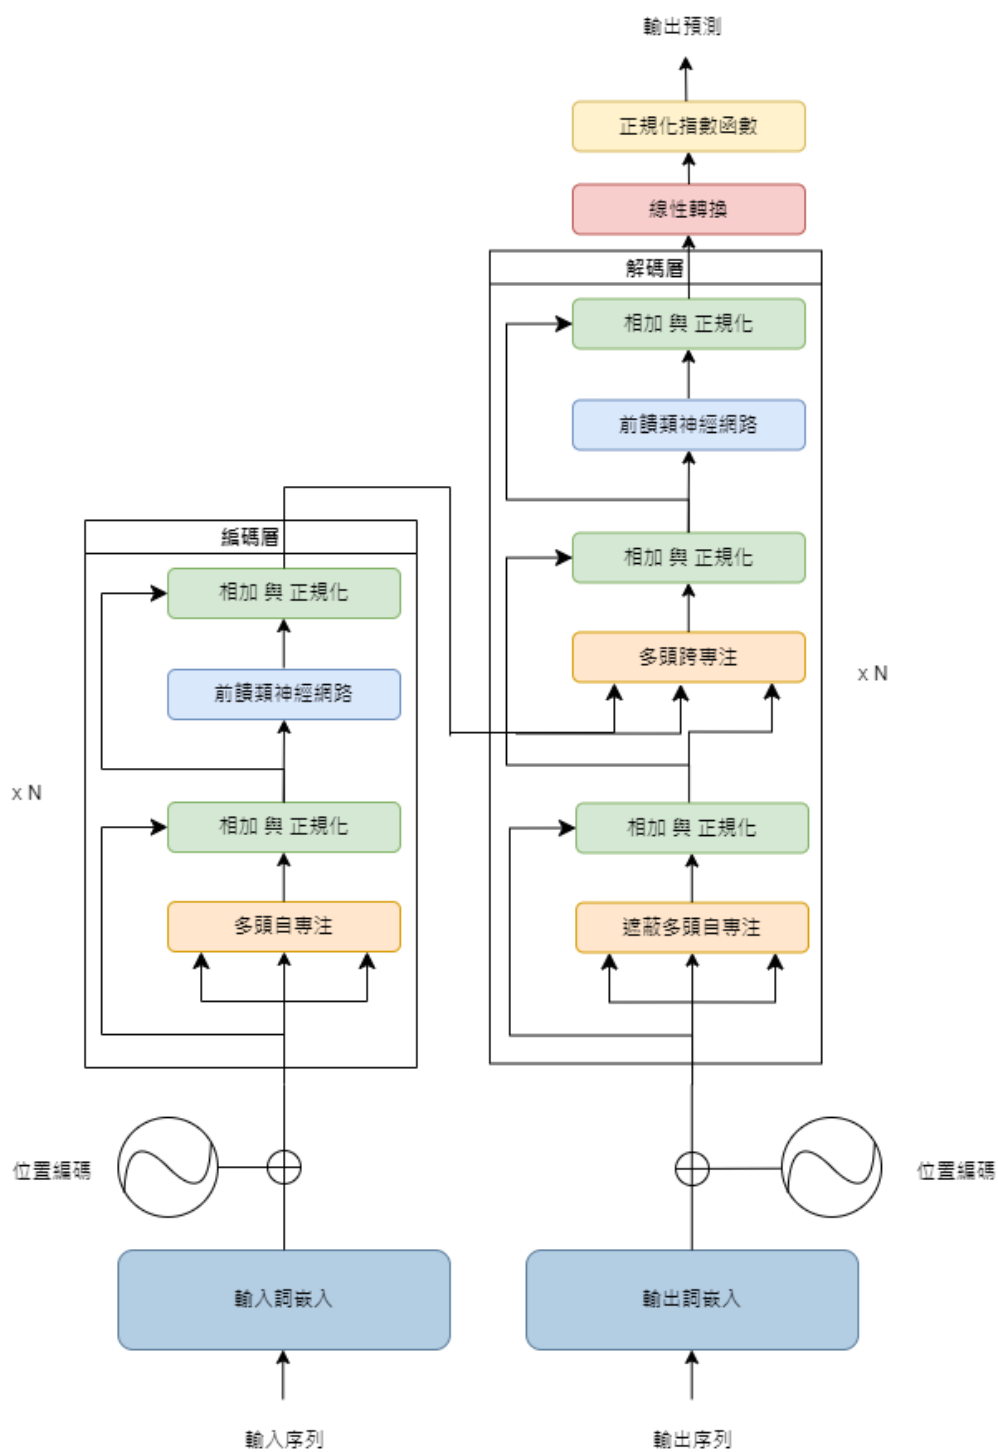 輸出預測
正規化指數函數
線性轉換
解碼層
相加 與 正規化
前饋類神經網路
相加 與 正規化
多頭跨專注
x N
相加 與 正規化
遮蔽多頭自專注
編碼層
相加 與 正規化
前饋類神經網路
x N
相加 與 正規化
多頭自專注
位置編碼
位置編碼
輸入詞嵌入
輸出詞嵌入
輸入序列
輸出序列